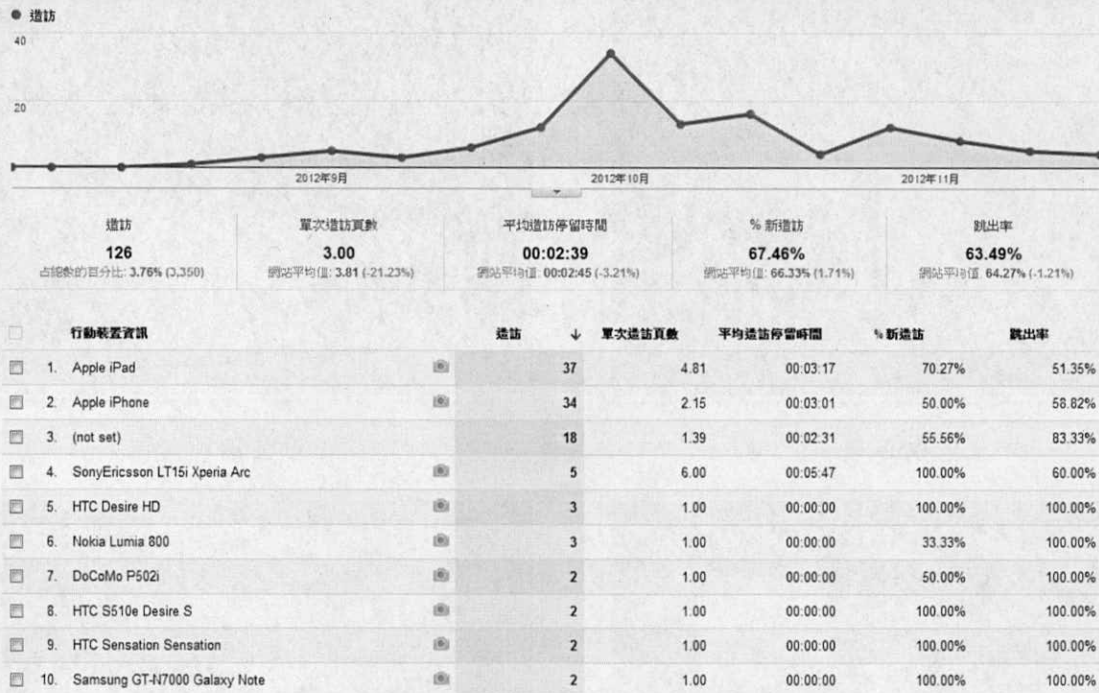 造訪
40
20
2012年9月 2012年10月 2012年11月
造訪 單次造訪頁數 平均造訪停留時間 % 新造訪 跳出率
126 3.00 00:02:39 67.46% 63.49%
占總數的百分比: 3.76% (3,350) 網站平均值: 3.81 (-21.23%) 網站平均值: 00:02:45 (-3.21%) 網站平均值: 66.33% (1.71%) 網站平均值: 64.27% (-1.21%)
行動裝置資訊 造訪 ↓ 單次造訪頁數 平均造訪停留時間 % 新造訪 跳出率
1. Apple iPad 37 4.81 00:03:17 70.27% 51.35%
2. Apple iPhone 34 2.15 00:03:01 50.00% 58.82%
3. (not set) 18 1.39 00:02:31 55.56% 83.33%
4. SonyEricsson LT15i Xperia Arc 5 6.00 00:05:47 100.00% 60.00%
5. HTC Desire HD 3 1.00 00:00:00 100.00% 100.00%
6. Nokia Lumia 800 3 1.00 00:00:00 33.33% 100.00%
7. DoCoMo P502i 2 1.00 00:00:00 50.00% 100.00%
8. HTC S510e Desire S 2 1.00 00:00:00 100.00% 100.00%
9. HTC Sensation Sensation 2 1.00 00:00:00 100.00% 100.00%
10. Samsung GT-N7000 Galaxy Note 2 1.00 00:00:00 100.00% 100.00%